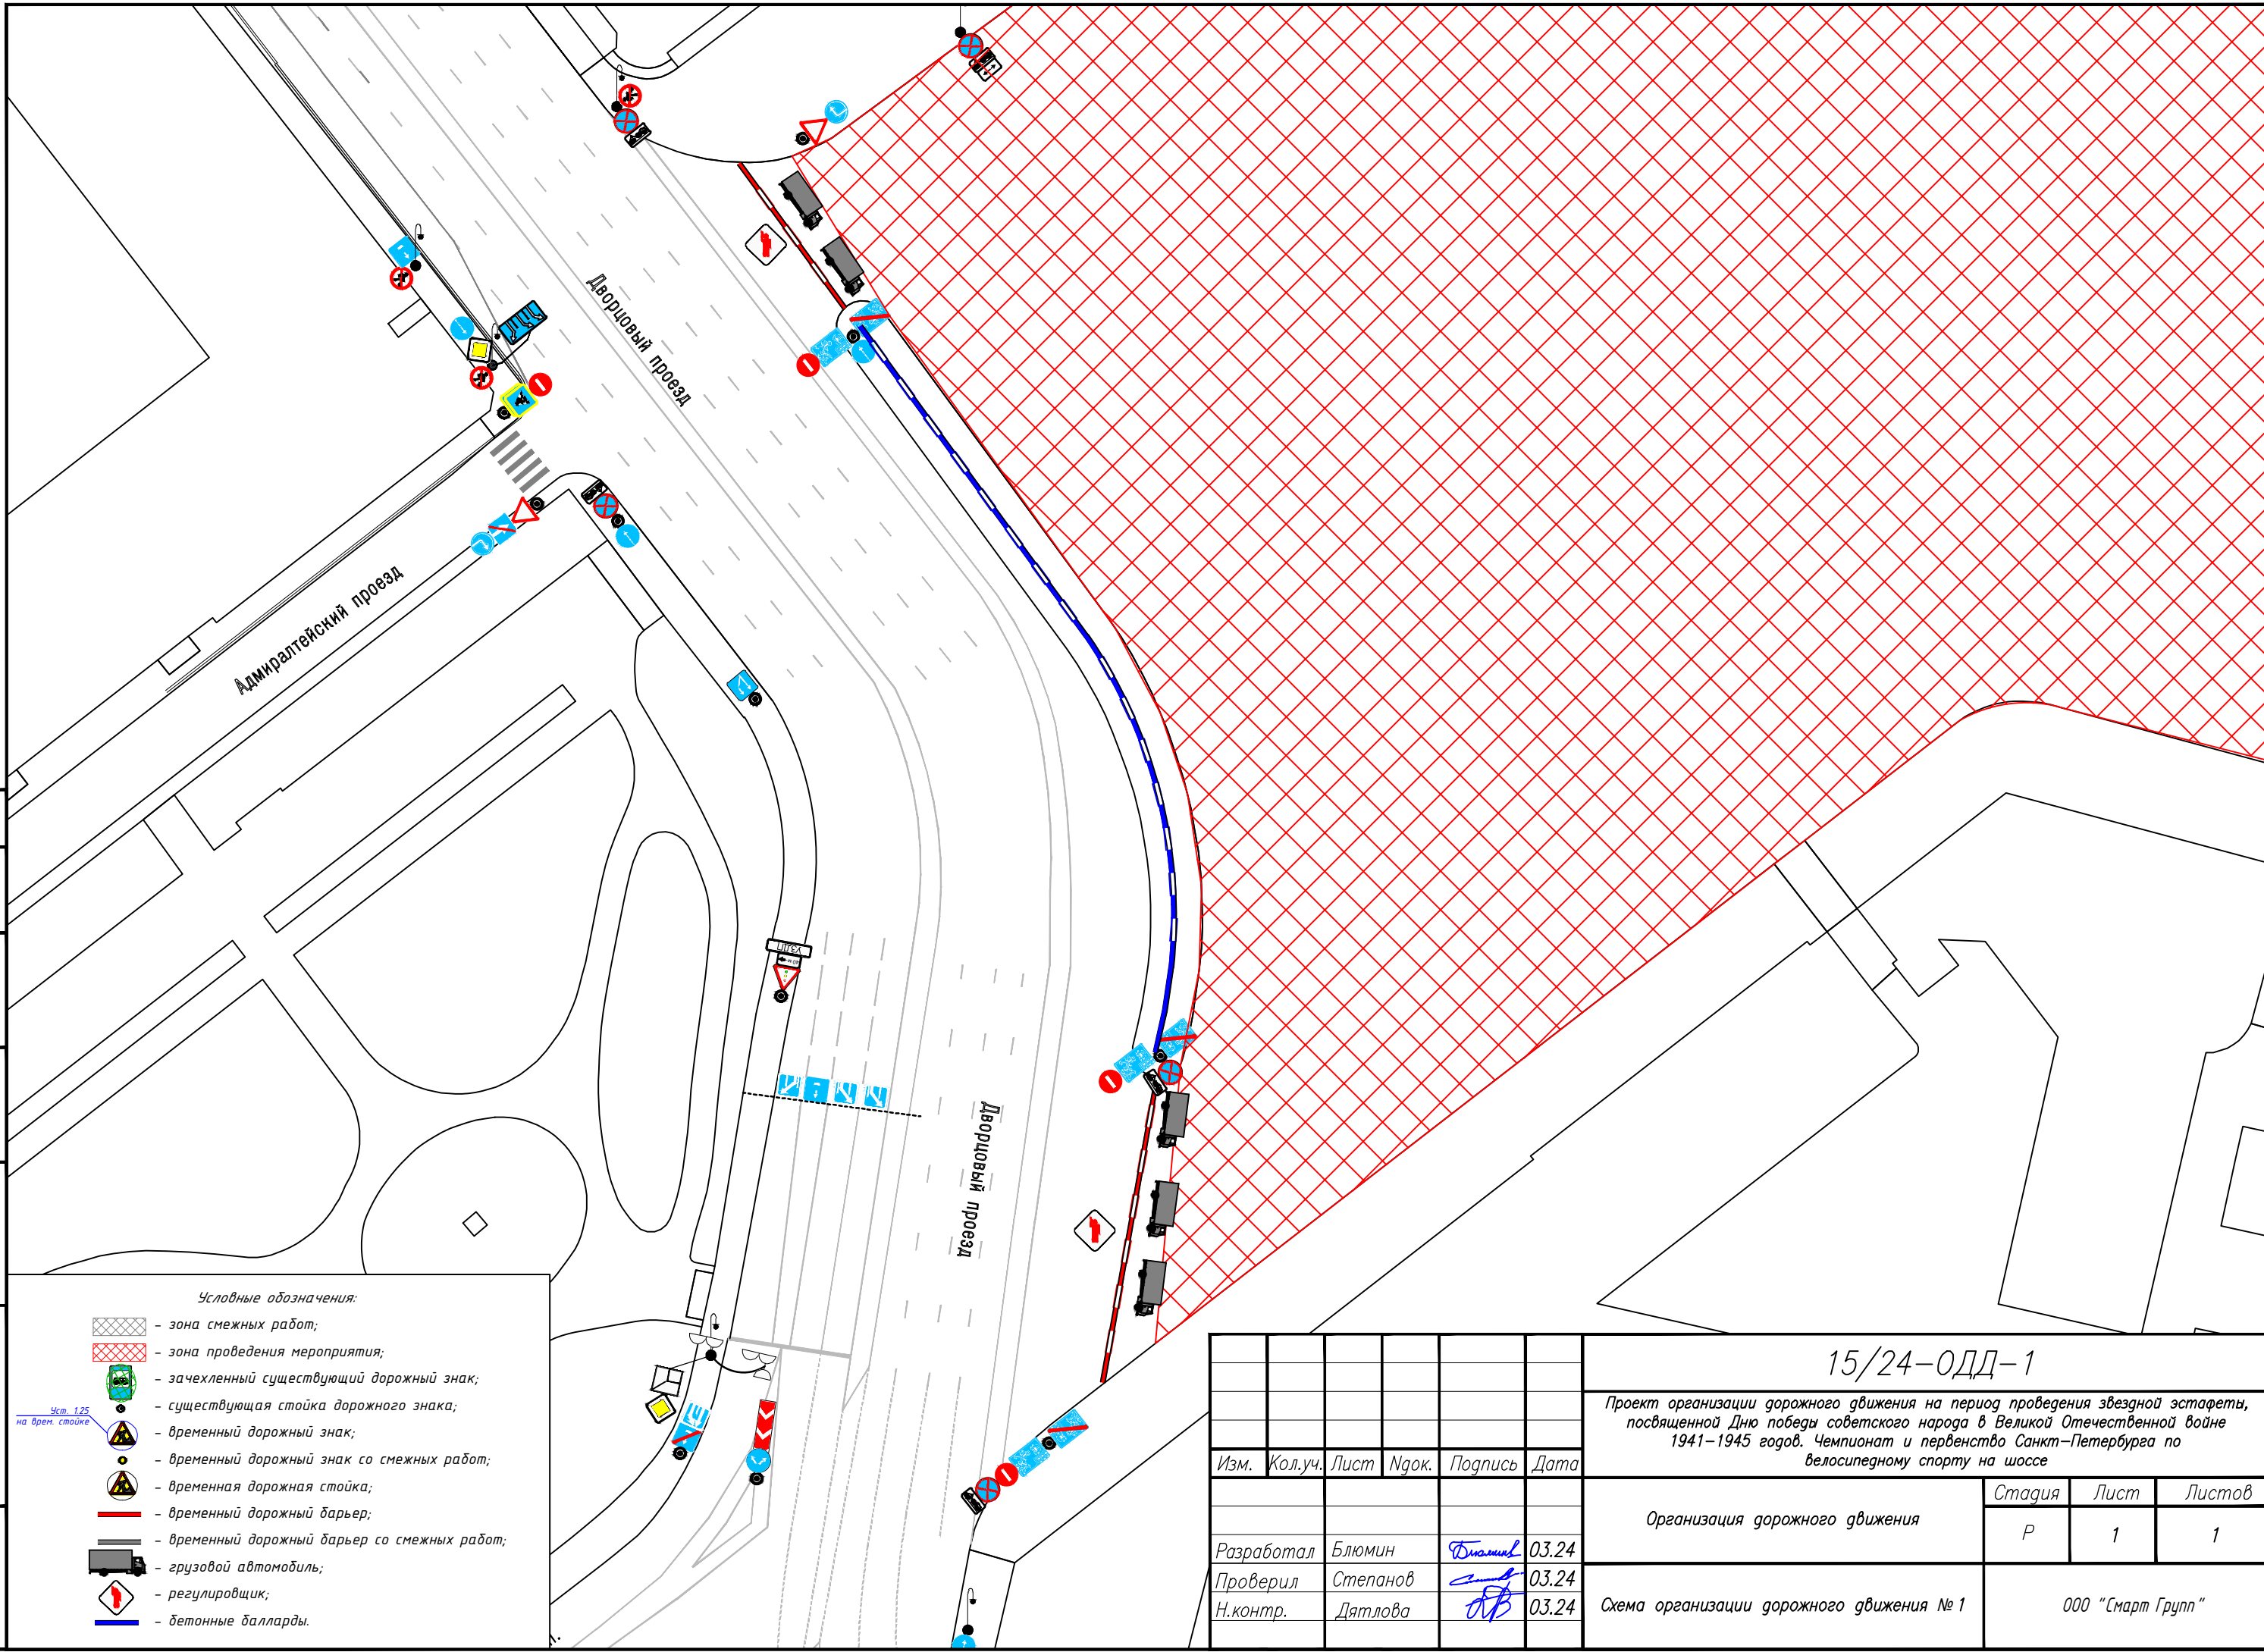 Дворцовый проезд
Адмиралтейский проезд
УЗДП
Дворцовый проезд
Условные обозначения:
- зона смежных работ;
- зона проведения мероприятия;
- зачехленный существующий дорожный знак;
- существующая стойка дорожного знака;
Уст. 1.25
на врем. стойке
- временный дорожный знак;
- временный дорожный знак со смежных работ;
- временная дорожная стойка;
- временный дорожный барьер;
- временный дорожный барьер со смежных работ;
- грузовой автомобиль;
- регулировщик;
- бетонные балларды.
15/24-ОДД-1
Проект организации дорожного движения на период проведения звездной эстафеты,
посвященной Дню победы советского народа в Великой Отечественной войне
1941-1945 годов. Чемпионат и первенство Санкт-Петербурга по
велосипедному спорту на шоссе
Изм. Кол.уч. Лист Nдок. Подпись Дата
Организация дорожного движения
Стадия Лист Листов
Р 1 1
Разработал Блюмин 03.24
Проверил Степанов 03.24
Н.контр. Дятлова 03.24
Схема организации дорожного движения № 1
ООО "Смарт Групп"